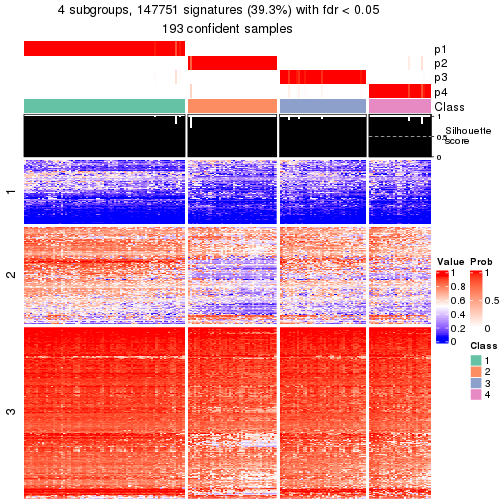 4 subgroups, 147751 signatures (39.3%) with fdr < 0.05
193 confident samples
p1
p2
p3
p4
Class
1
0.5
0
Silhouette
score
1
2
3
Value
1
0.8
0.6
0.4
0.2
0
Prob
1
0.5
0
Class
1
2
3
4